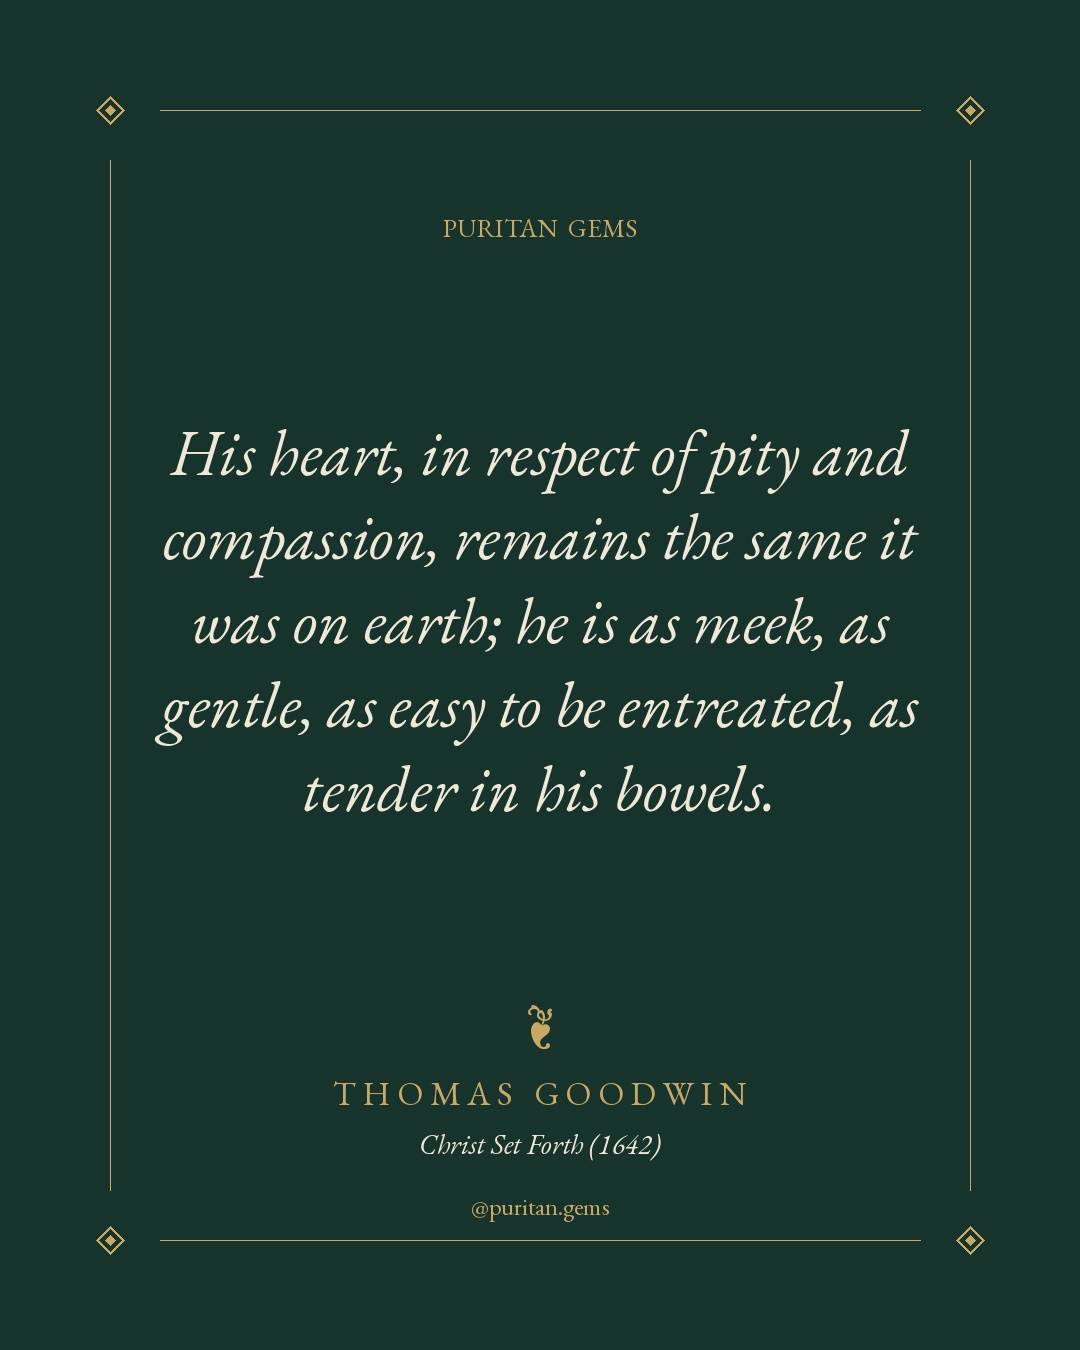 PURITAN GEMS
His heart, in respect of pity and
compassion, remains the same it
was on earth; he is as meek, as
gentle, as easy to be entreated, as
tender in his bowels.
THOMAS GOODWIN
Christ Set Forth (1642)
@puritan.gems